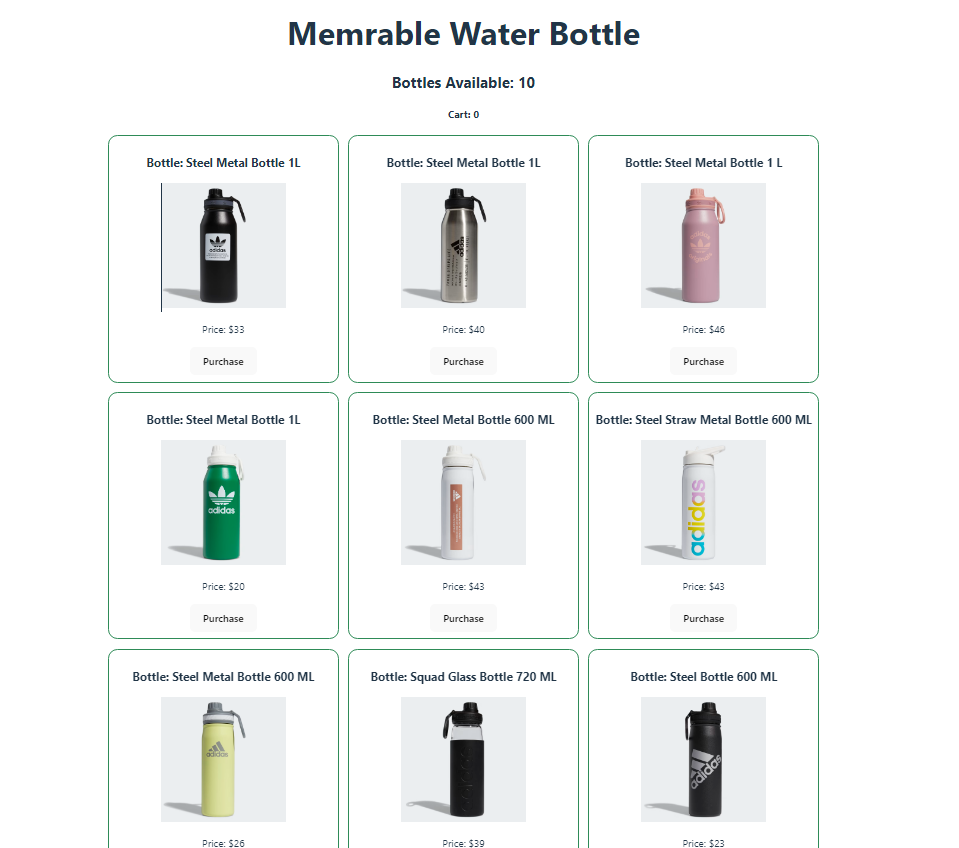 Memrable Water Bottle
Bottles Available: 10
Cart: 0
Bottle: Steel Metal Bottle 1L
adidas
Price: $33
Purchase
Bottle: Steel Metal Bottle 1L
adidas
Price: $40
Purchase
Bottle: Steel Metal Bottle 1 L
Price: $46
Purchase
Bottle: Steel Metal Bottle 1L
adidas
Price: $20
Purchase
Bottle: Steel Metal Bottle 600 ML
Price: $43
Purchase
Bottle: Steel Straw Metal Bottle 600 ML
adidas
Price: $43
Purchase
Bottle: Steel Metal Bottle 600 ML
adidas
Price: $26
Bottle: Squad Glass Bottle 720 ML
Price: $39
Bottle: Steel Bottle 600 ML
adidas
Price: $23